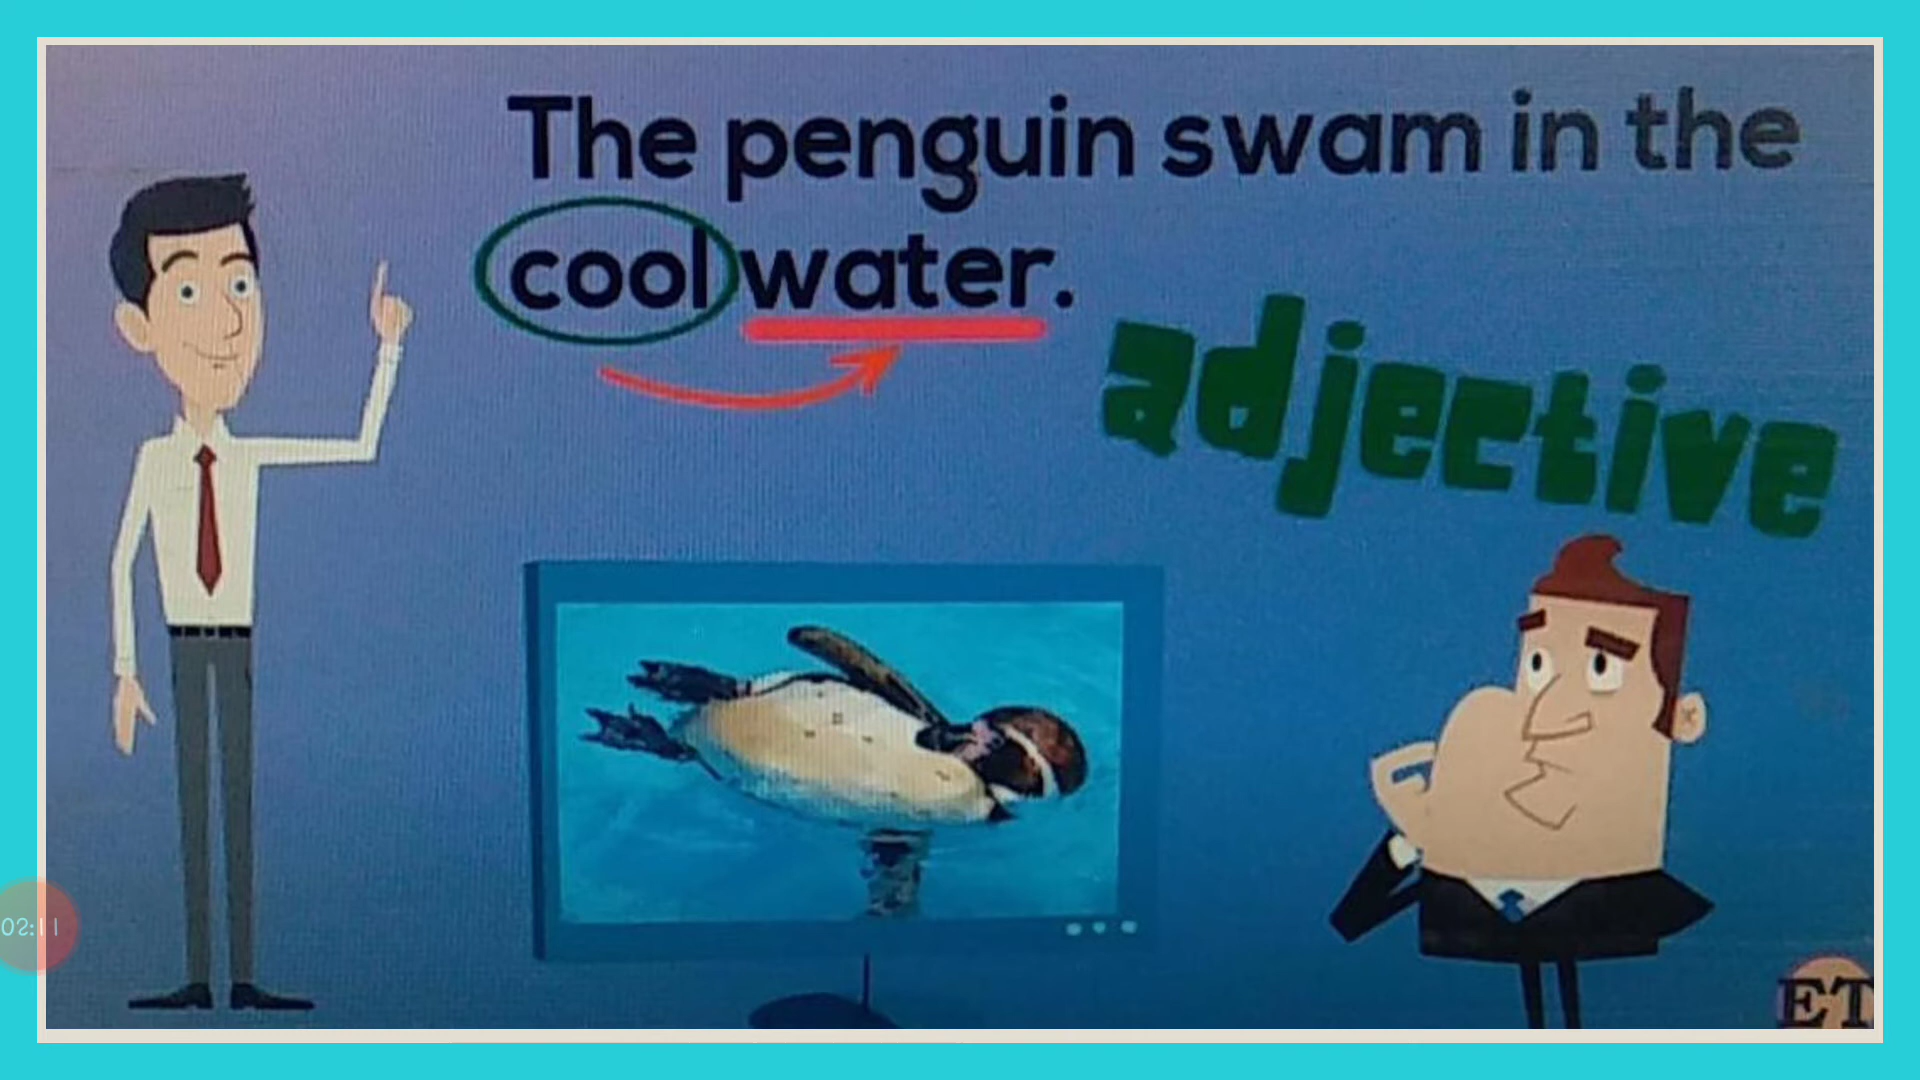 The penguin swam in the
cool water.
adjective
02:11
ET